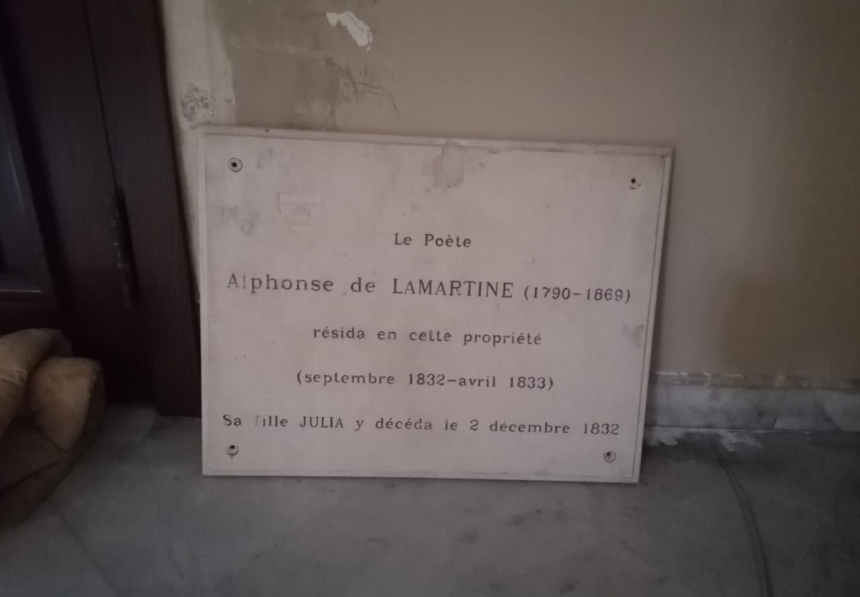 Le Poète
Alphonse de LAMARTINE (1790-1869)
résida en cette propriété
(septembre 1832-avril 1833)
Sa fille JULIA y décéda le 2 décembre 1832